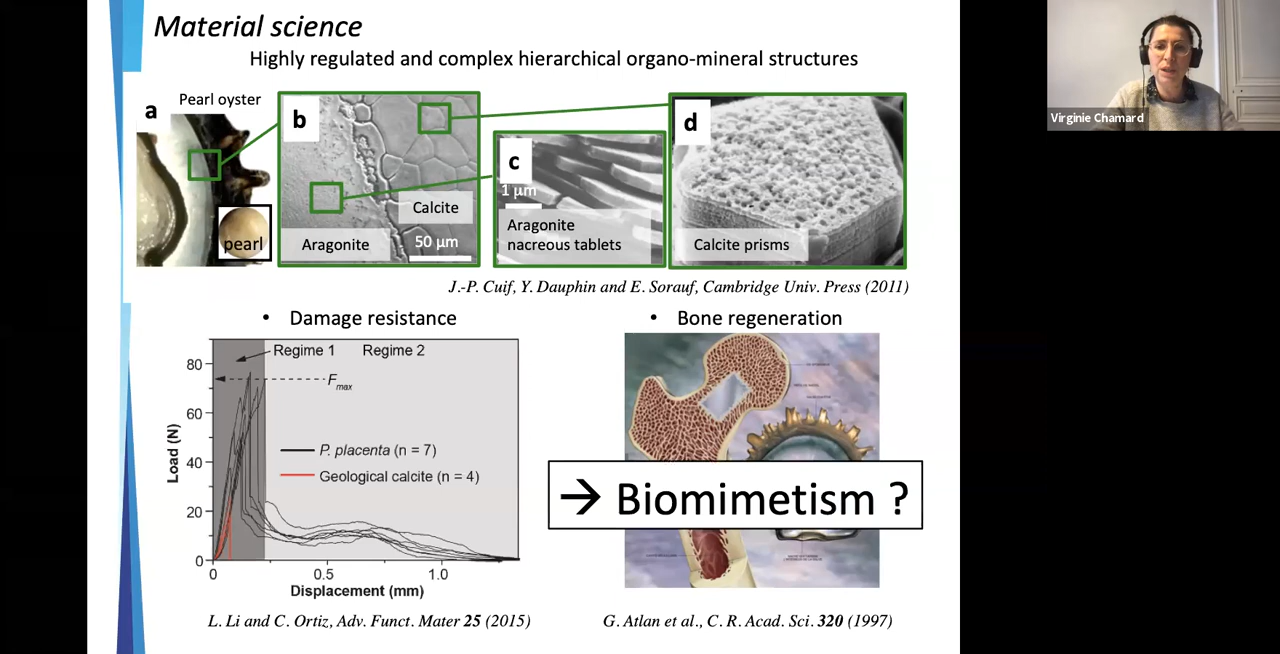 Material science
Highly regulated and complex hierarchical organo-mineral structures
Virginie Chamard
a
Pearl oyster
pearl
b
Calcite
Aragonite
50 µm
c
1 µm
Aragonite
nacreous tablets
d
Calcite prisms
J.-P. Cuif, Y. Dauphin and E. Sorauf, Cambridge Univ. Press (2011)
• Damage resistance
• Bone regeneration
Regime 1 Regime 2
Fmax
P. placenta (n = 7)
Geological calcite (n = 4)
Load (N)
80
60
40
20
0
0 0.5 1.0
Displacement (mm)
→ Biomimetism ?
L. Li and C. Ortiz, Adv. Funct. Mater 25 (2015)
G. Atlan et al., C. R. Acad. Sci. 320 (1997)